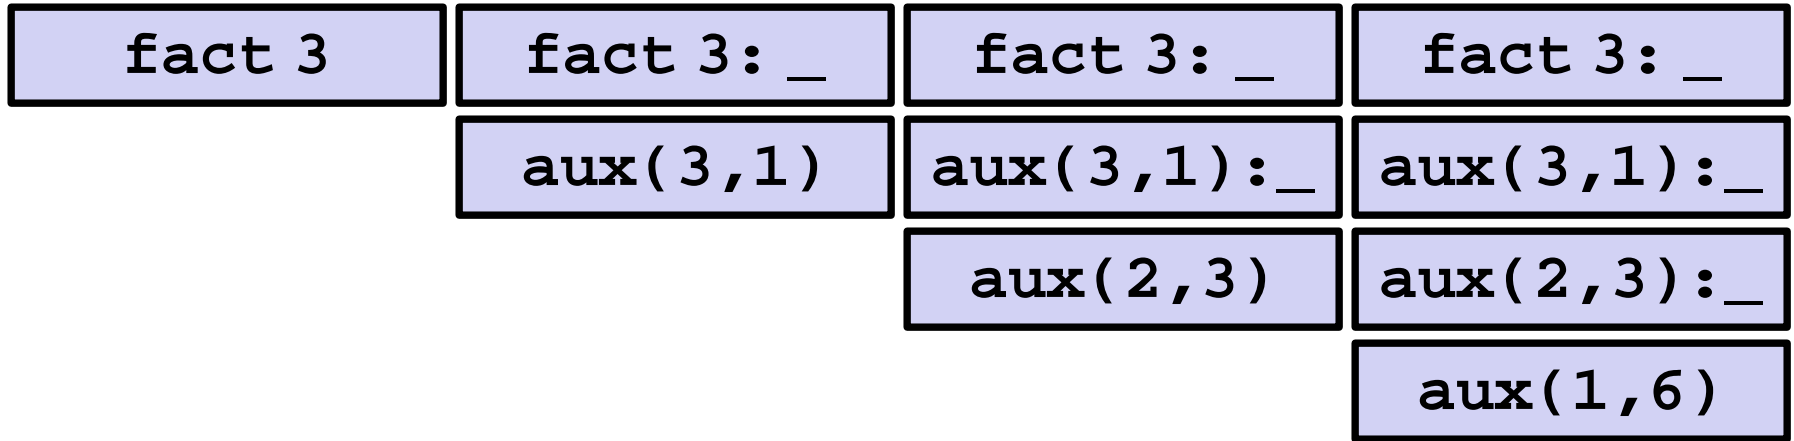 fact 3 fact 3:_ fact 3:_ fact 3:_
aux(3,1) aux(3,1):_ aux(3,1):_
aux(2,3) aux(2,3):_
aux(1,6)